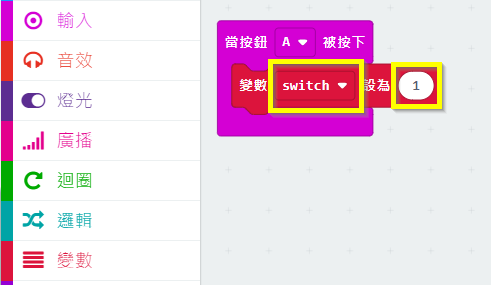 輸入
音效
燈光
廣播
迴圈
邏輯
變數
當按鈕 A 被按下
變數 switch 設為 1